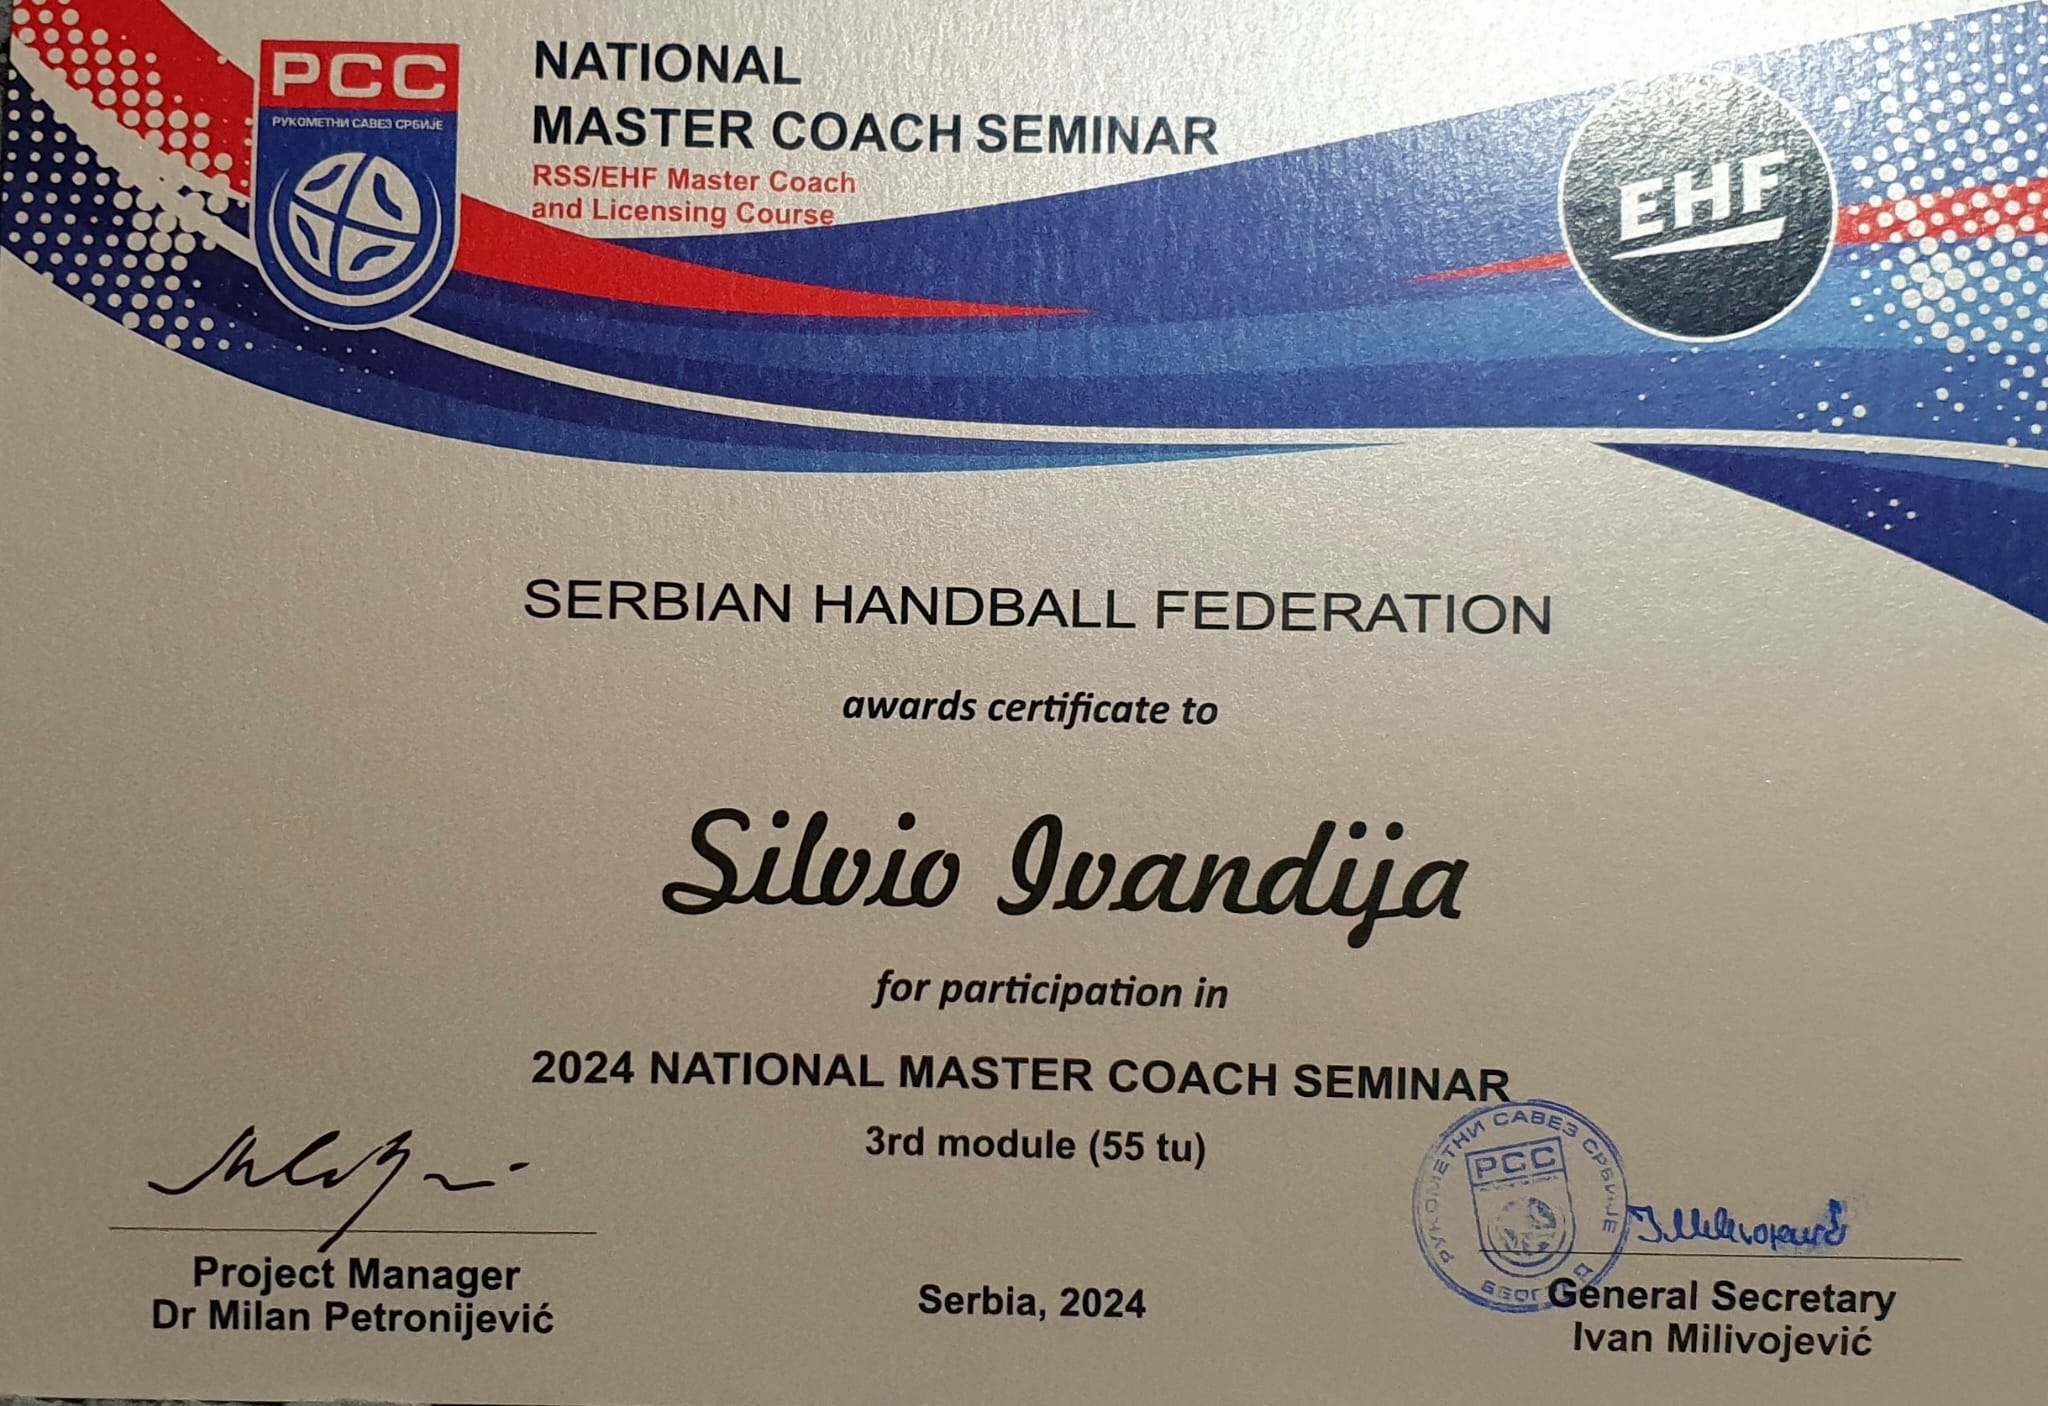 РСС
РУКОМЕТНИ САВЕЗ СРБИЈЕ
NATIONAL
MASTER COACH SEMINAR
RSS/EHF Master Coach
and Licensing Course
EHF
SERBIAN HANDBALL FEDERATION
awards certificate to
Silvio Ivandija
for participation in
2024 NATIONAL MASTER COACH SEMINAR
3rd module (55 tu)
Project Manager
Dr Milan Petronijević
Serbia, 2024
РУКОМЕТНИ САВЕЗ СРБИЈЕ
РСС
General Secretary
Ivan Milivojević